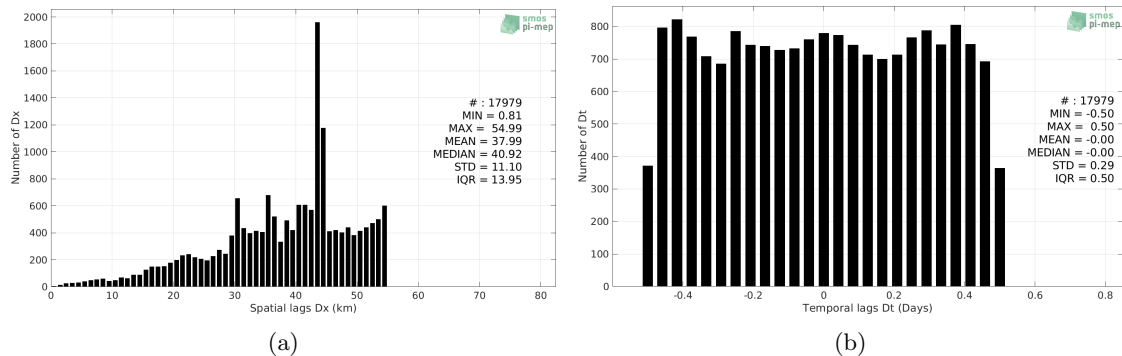 2000
1800
1600
1400
1200
1000
800
600
400
200
0
Number of Dx
smos
pi-mep
# : 17979
MIN = 0.81
MAX = 54.99
MEAN = 37.99
MEDIAN = 40.92
STD = 11.10
IQR = 13.95
0 10 20 30 40 50 60 70 80
Spatial lags Dx (km)
(a)
800
700
600
500
400
300
200
100
0
Number of Dt
smos
pi-mep
# : 17979
MIN = -0.50
MAX = 0.50
MEAN = -0.00
MEDIAN = -0.00
STD = 0.29
IQR = 0.50
-0.4 -0.2 0 0.2 0.4 0.6 0.8
Temporal lags Dt (Days)
(b)